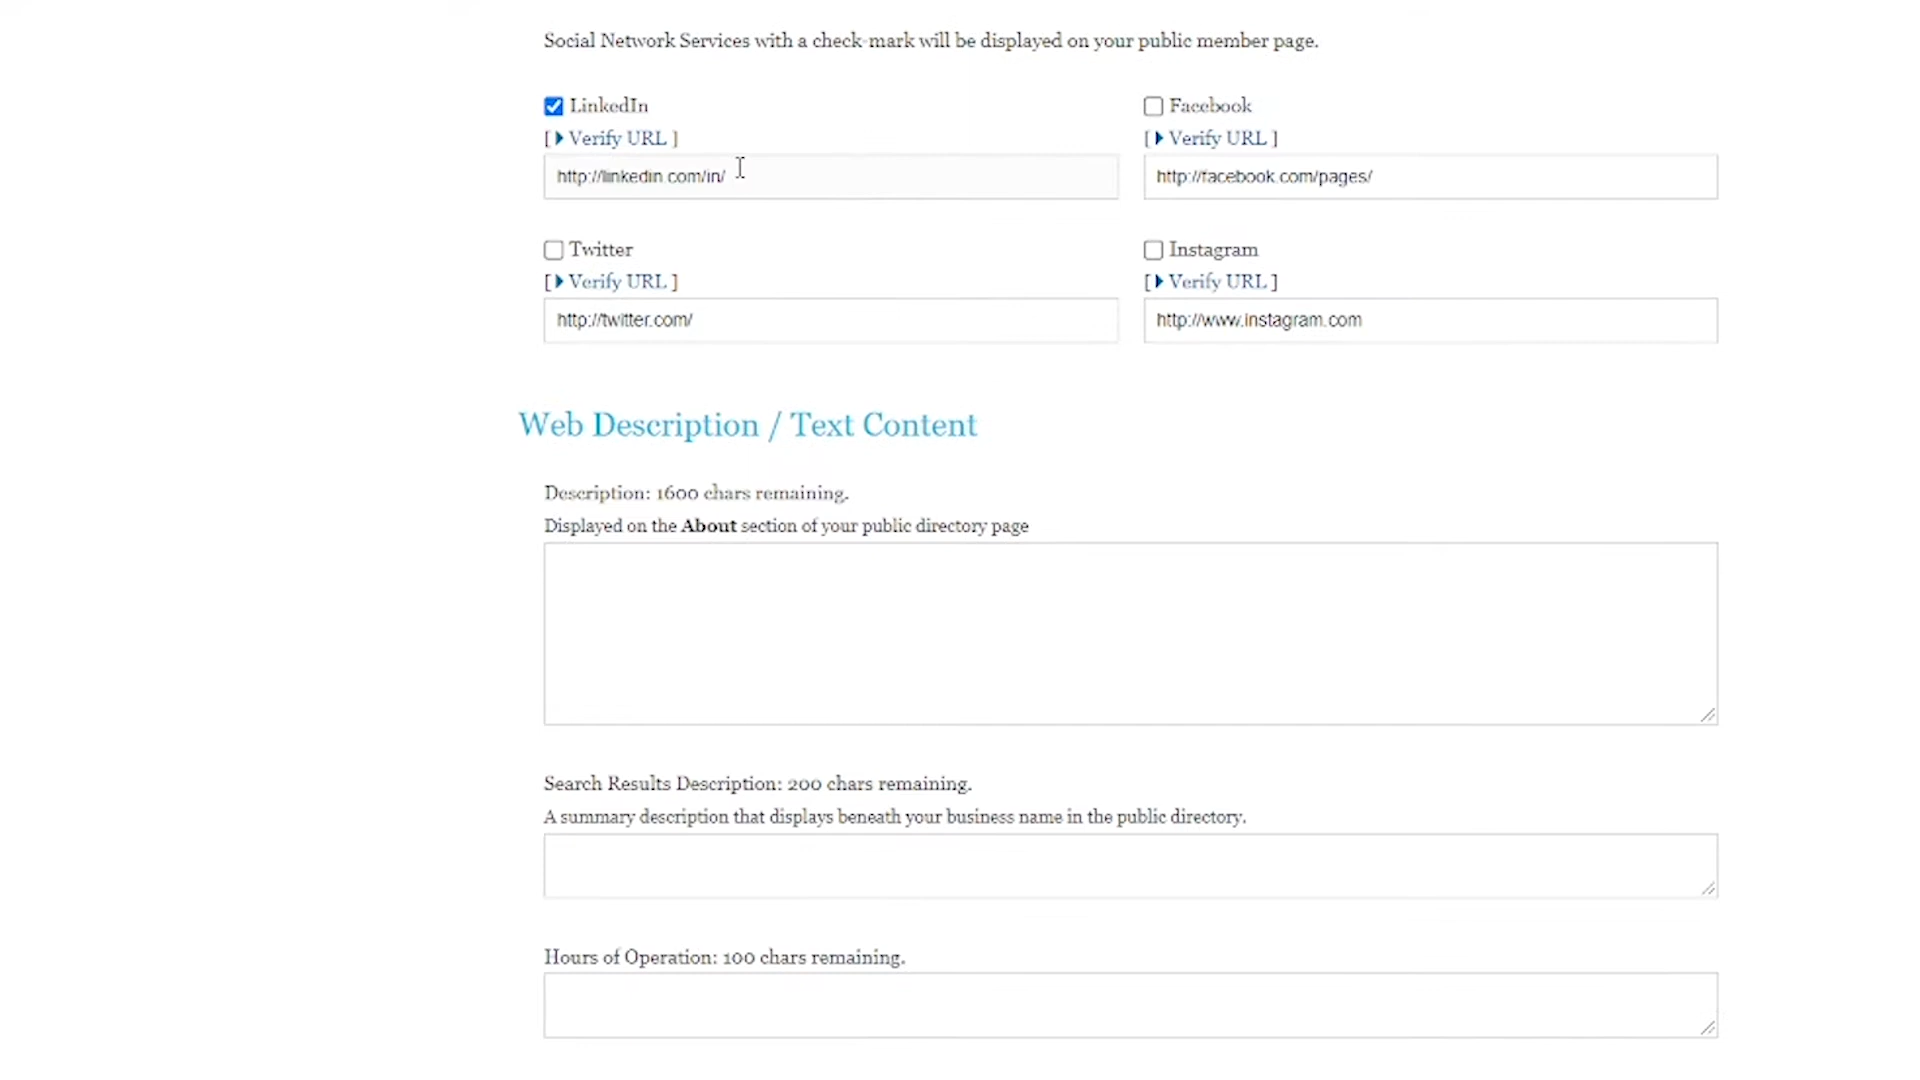 Social Network Services with a check-mark will be displayed on your public member page.
LinkedIn
Facebook
[ Verify URL ]
[ Verify URL ]
http://linkedin.com/in/
http://facebook.com/pages/
Twitter
Instagram
[ Verify URL ]
[ Verify URL ]
http://twitter.com/
http://www.instagram.com
Web Description / Text Content
Description: 1600 chars remaining.
Displayed on the About section of your public directory page
Search Results Description: 200 chars remaining.
A summary description that displays beneath your business name in the public directory.
Hours of Operation: 100 chars remaining.